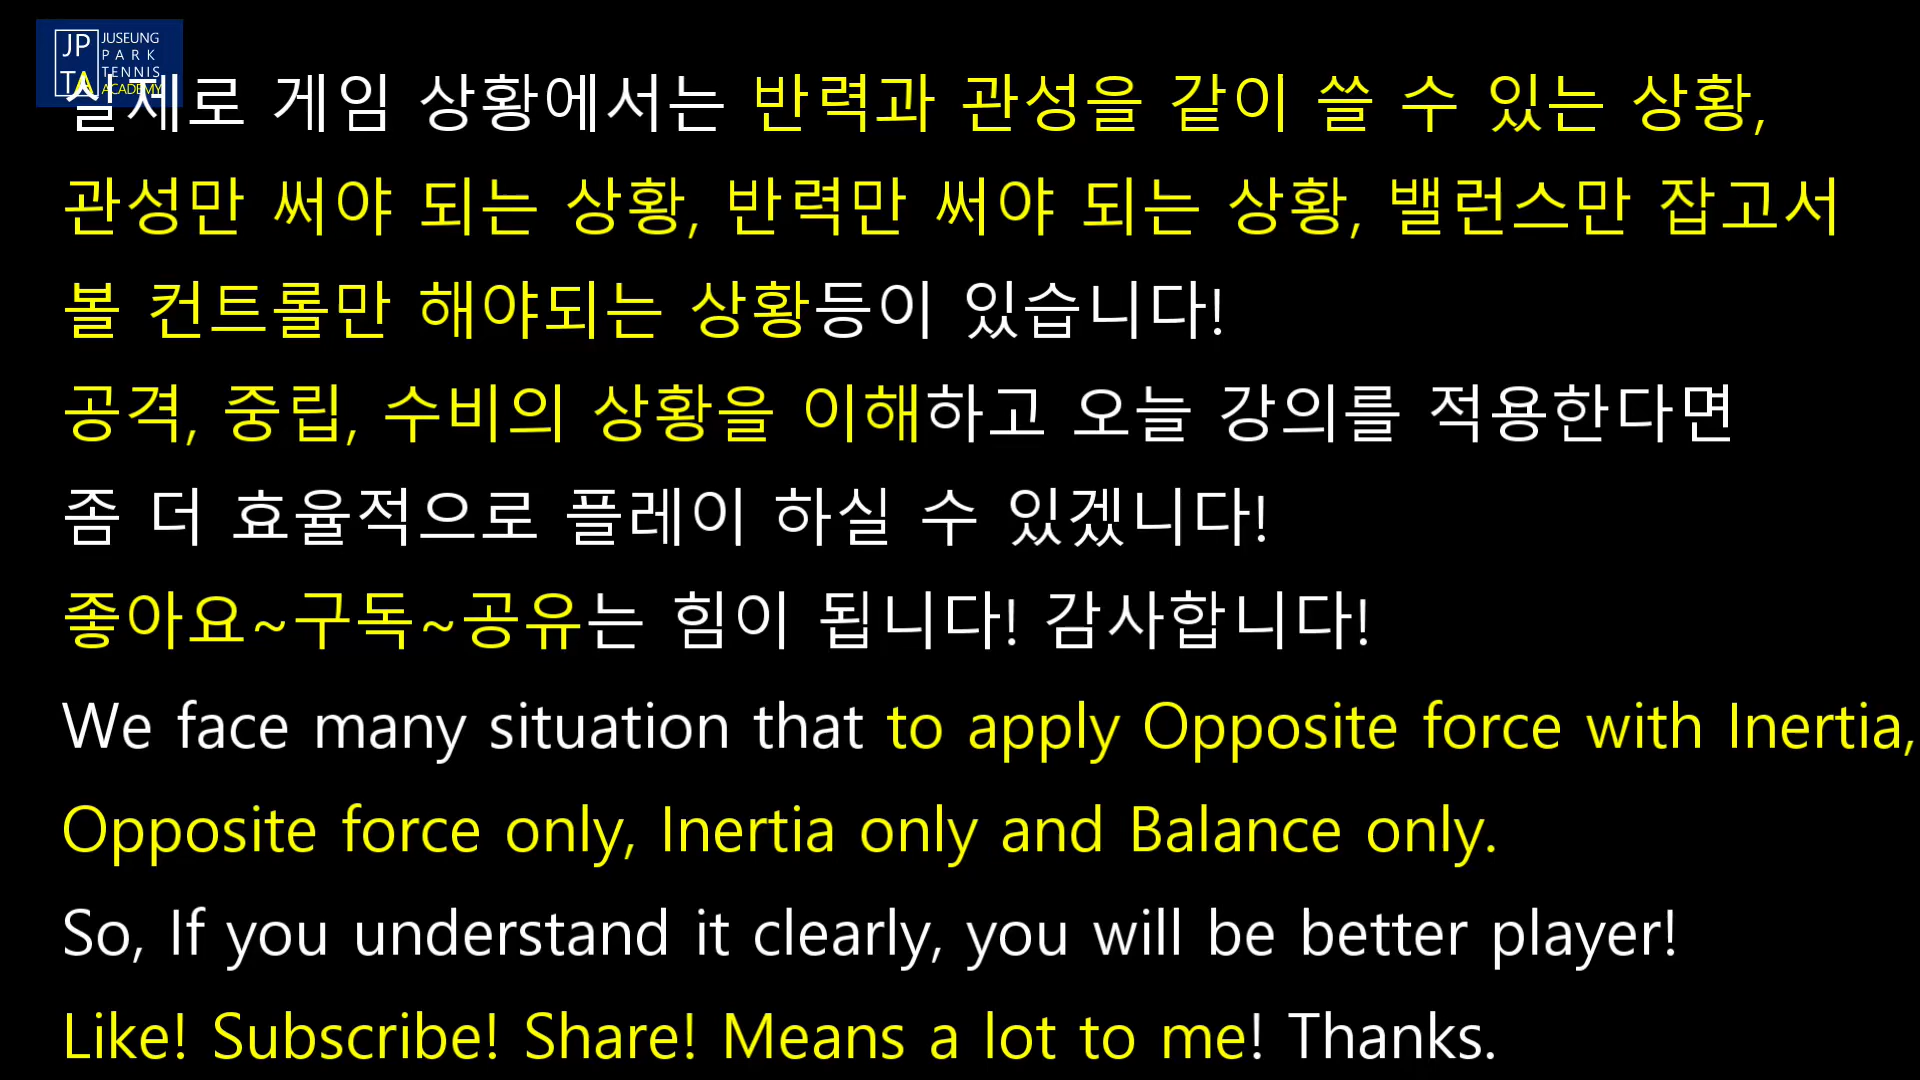 JP
TA
JUSEUNG
PARK
TENNIS
ACADEMY
실제로 게임 상황에서는 반력과 관성을 같이 쓸 수 있는 상황,
관성만 써야 되는 상황, 반력만 써야 되는 상황, 밸런스만 잡고서
볼 컨트롤만 해야되는 상황등이 있습니다!
공격, 중립, 수비의 상황을 이해하고 오늘 강의를 적용한다면
좀 더 효율적으로 플레이 하실 수 있겠니다!
좋아요~구독~공유는 힘이 됩니다! 감사합니다!
We face many situation that to apply Opposite force with Inertia,
Opposite force only, Inertia only and Balance only.
So, If you understand it clearly, you will be better player!
Like! Subscribe! Share! Means a lot to me! Thanks.